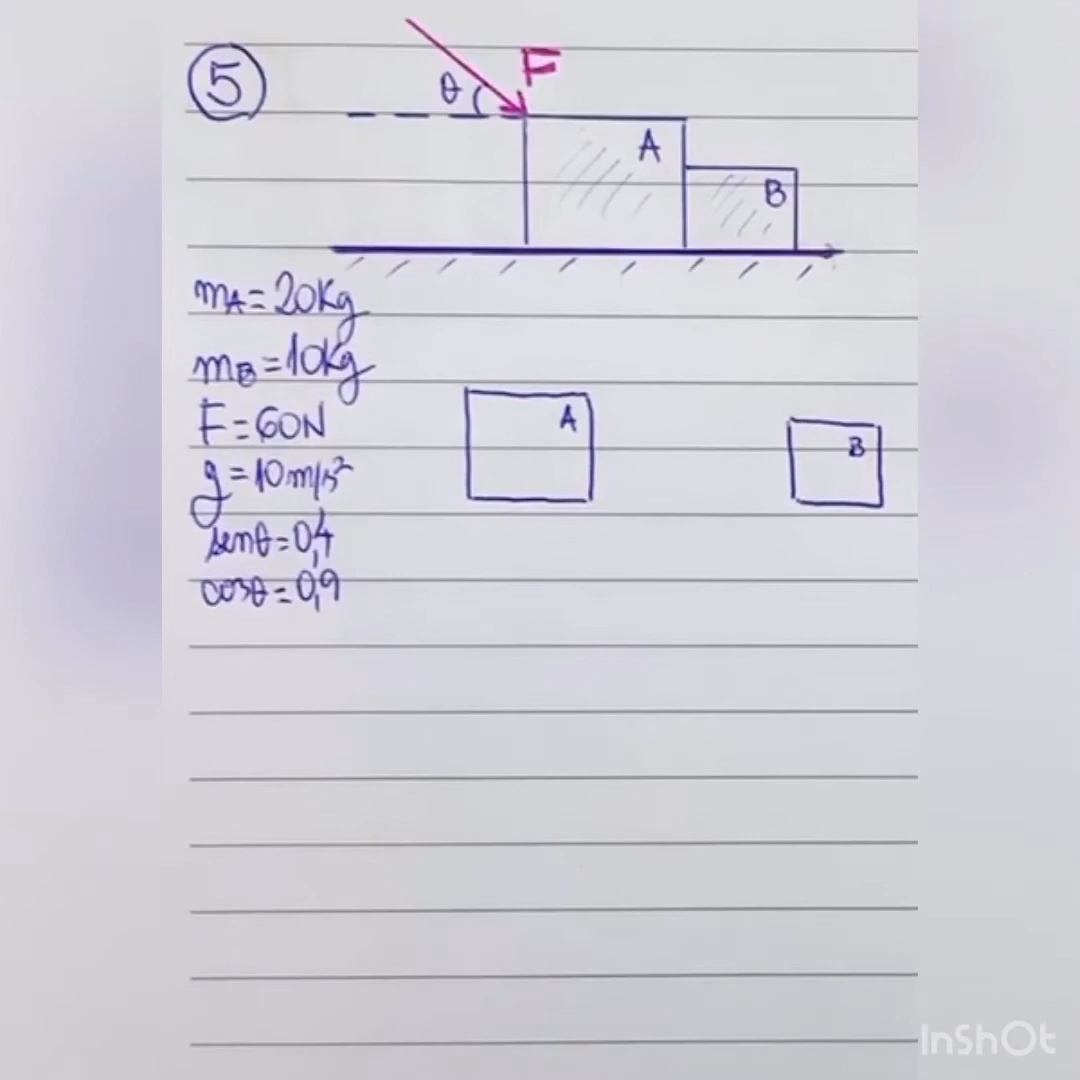 5
θ
F
A
B
mA=20Kg
mB=10Kg
F=60N
g=10m/s²
senθ=0,4
cosθ=0,9
A
B
InShOt